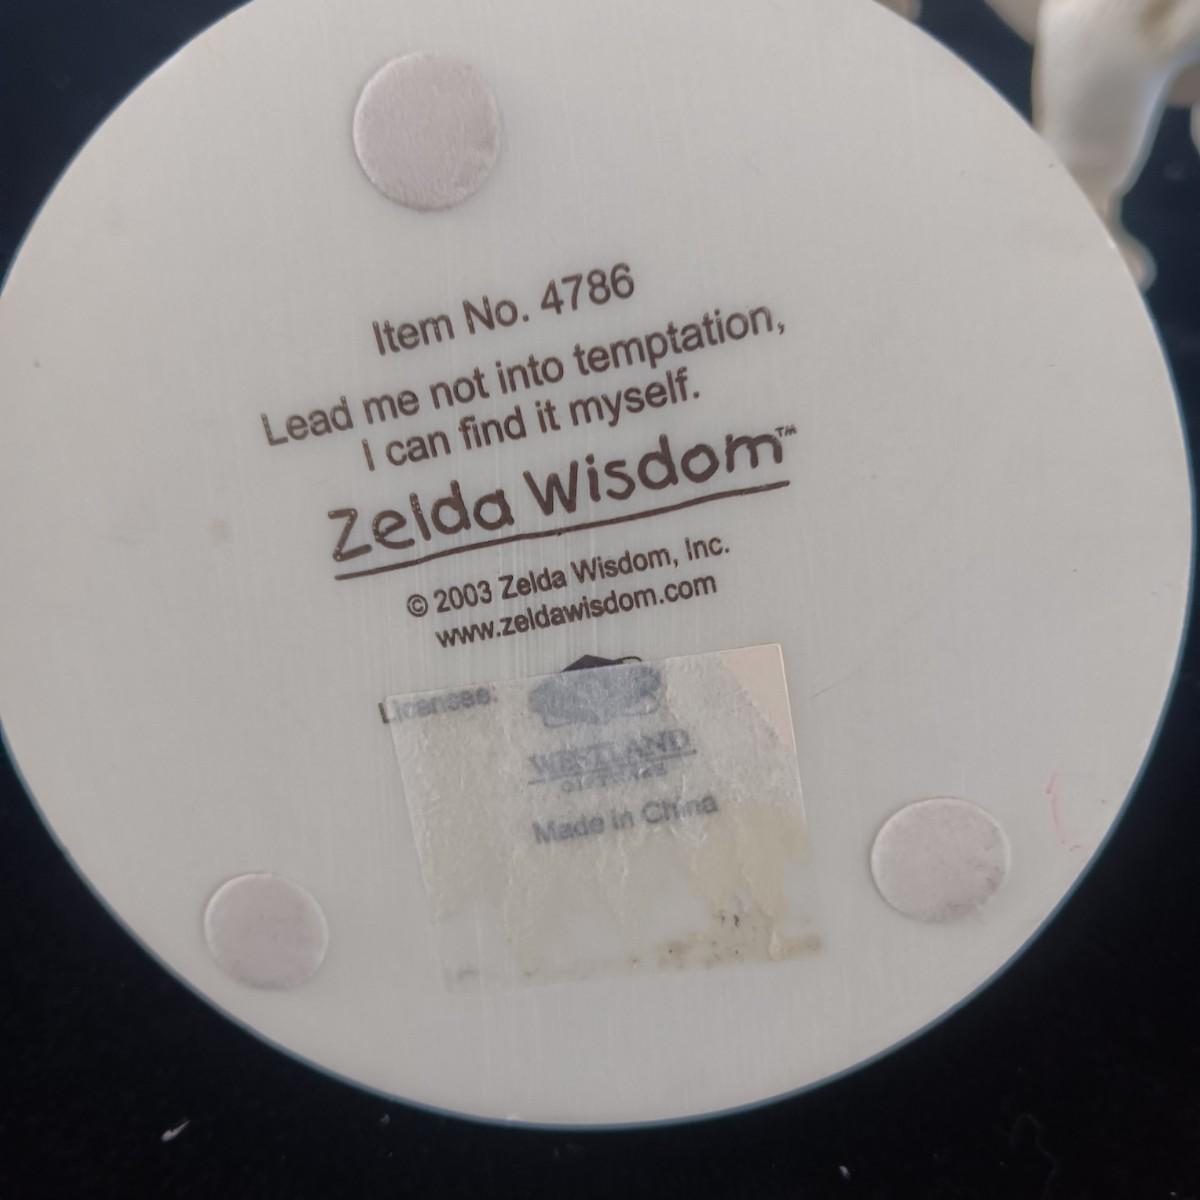 Item No. 4786
Lead me not into temptation,
I can find it myself.
Zelda Wisdom™
© 2003 Zelda Wisdom, Inc.
www.zeldawisdom.com
Licensee:
WESTLAND
GIFTWARE
Made in China